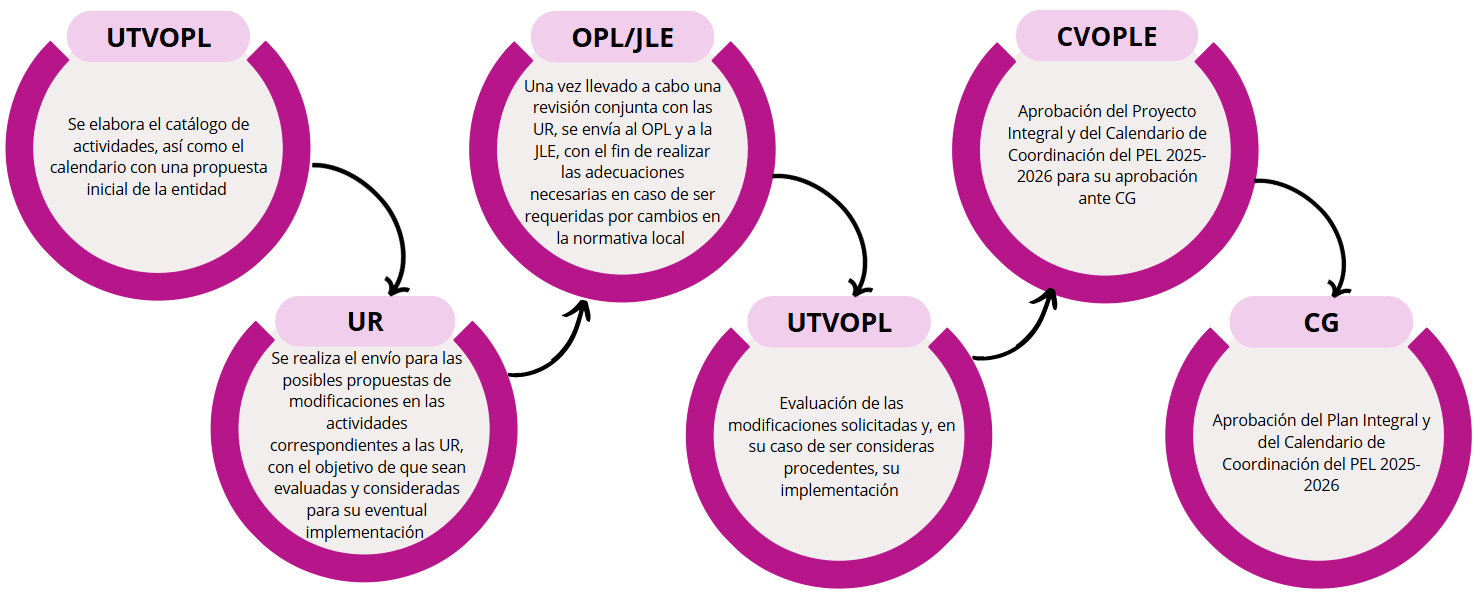 UTVOPL
Se elabora el catálogo de
actividades, así como el
calendario con una propuesta
inicial de la entidad
UR
Se realiza el envío para las
posibles propuestas de
modificaciones en las
actividades
correspondientes a las UR,
con el objetivo de que sean
evaluadas y consideradas
para su eventual
implementación
OPL/JLE
Una vez llevado a cabo una
revisión conjunta con las
UR, se envía al OPL y a la
JLE, con el fin de realizar
las adecuaciones
necesarias en caso de ser
requeridas por cambios en
la normativa local
UTVOPL
Evaluación de las
modificaciones solicitadas y, en
su caso de ser consideras
procedentes, su
implementación
CVOPLE
Aprobación del Proyecto
Integral y del Calendario de
Coordinación del PEL 2025-
2026 para su aprobación
ante CG
CG
Aprobación del Plan Integral y
del Calendario de
Coordinación del PEL 2025-
2026